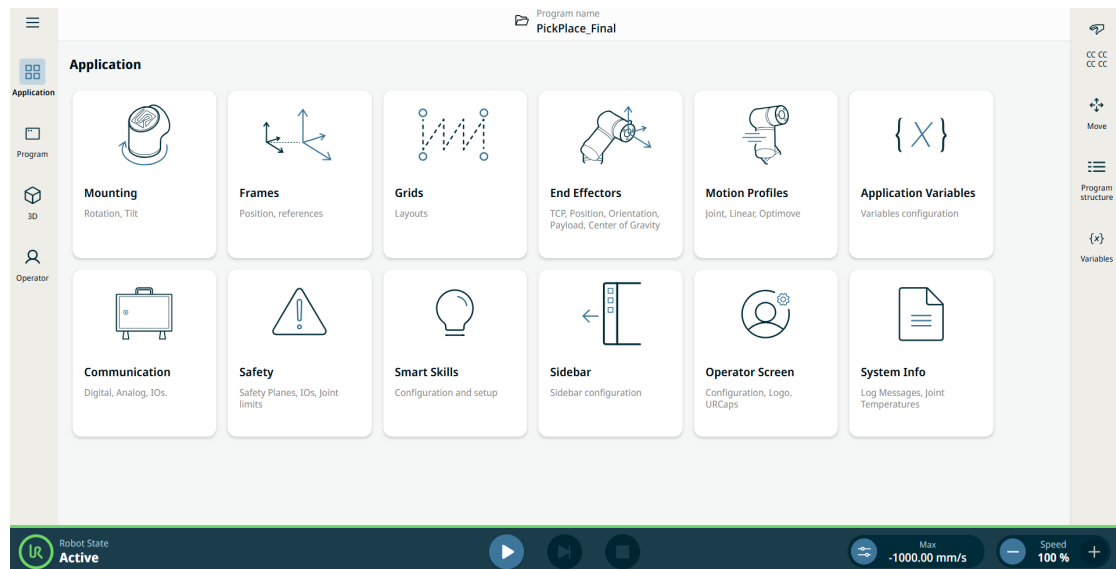 Program name
PickPlace_Final
Application
Application
Program
3D
Operator
Mounting
Rotation, Tilt
Frames
Position, references
Grids
Layouts
End Effectors
TCP, Position, Orientation,
Payload, Center of Gravity
Motion Profiles
Joint, Linear, Optimove
{X}
Application Variables
Variables configuration
Communication
Digital, Analog, IOs.
Safety
Safety Planes, IOs, Joint
limits
Smart Skills
Configuration and setup
Sidebar
Sidebar configuration
Operator Screen
Configuration, Logo,
URCaps
System Info
Log Messages, Joint
Temperatures
CC CC
CC CC
Move
Program
structure
{x}
Variables
UR
Robot State
Active
Max
-1000.00 mm/s
Speed
100 %